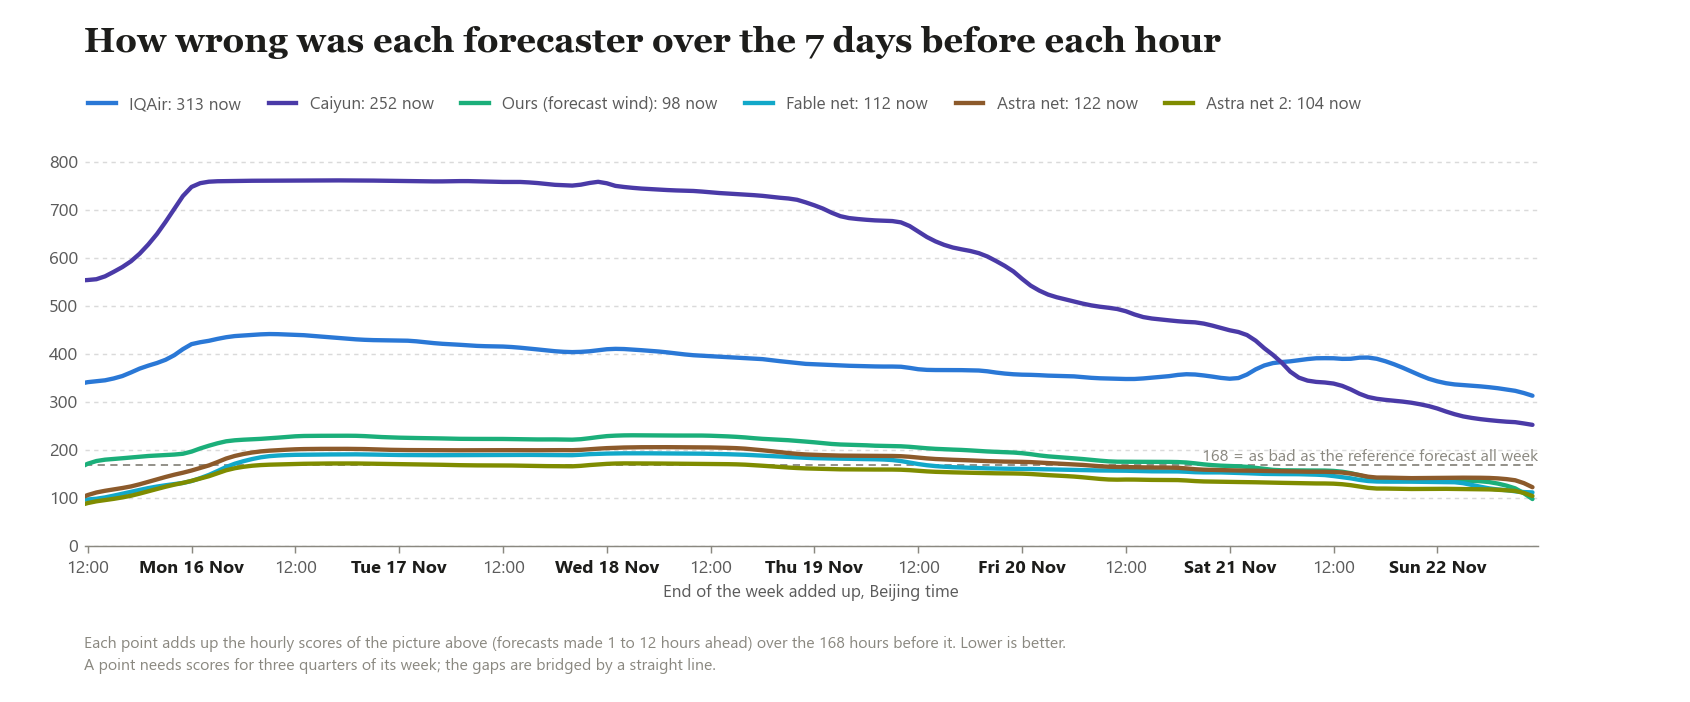 How wrong was each forecaster over the 7 days before each hour
IQAir: 313 now Caiyun: 252 now Ours (forecast wind): 98 now Fable net: 112 now Astra net: 122 now Astra net 2: 104 now
800
700
600
500
400
300
200
168 = as bad as the reference forecast all week
100
0
12:00 Mon 16 Nov 12:00 Tue 17 Nov 12:00 Wed 18 Nov 12:00 Thu 19 Nov 12:00 Fri 20 Nov 12:00 Sat 21 Nov 12:00 Sun 22 Nov
End of the week added up, Beijing time
Each point adds up the hourly scores of the picture above (forecasts made 1 to 12 hours ahead) over the 168 hours before it. Lower is better.
A point needs scores for three quarters of its week; the gaps are bridged by a straight line.